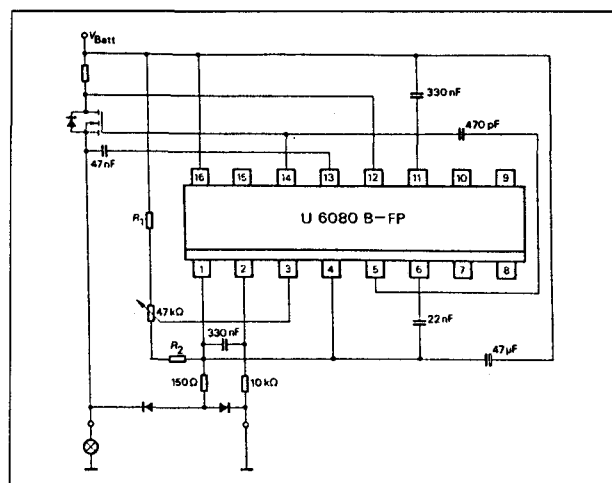 VBatt
330 nF
470 pF
47 nF
16 15 14 13 12 11 10 9
U 6080 B-FP
R1
1 2 3 4 5 6 7 8
47 kΩ
22 nF
330 nF
47 µF
R2
150 Ω
10 kΩ